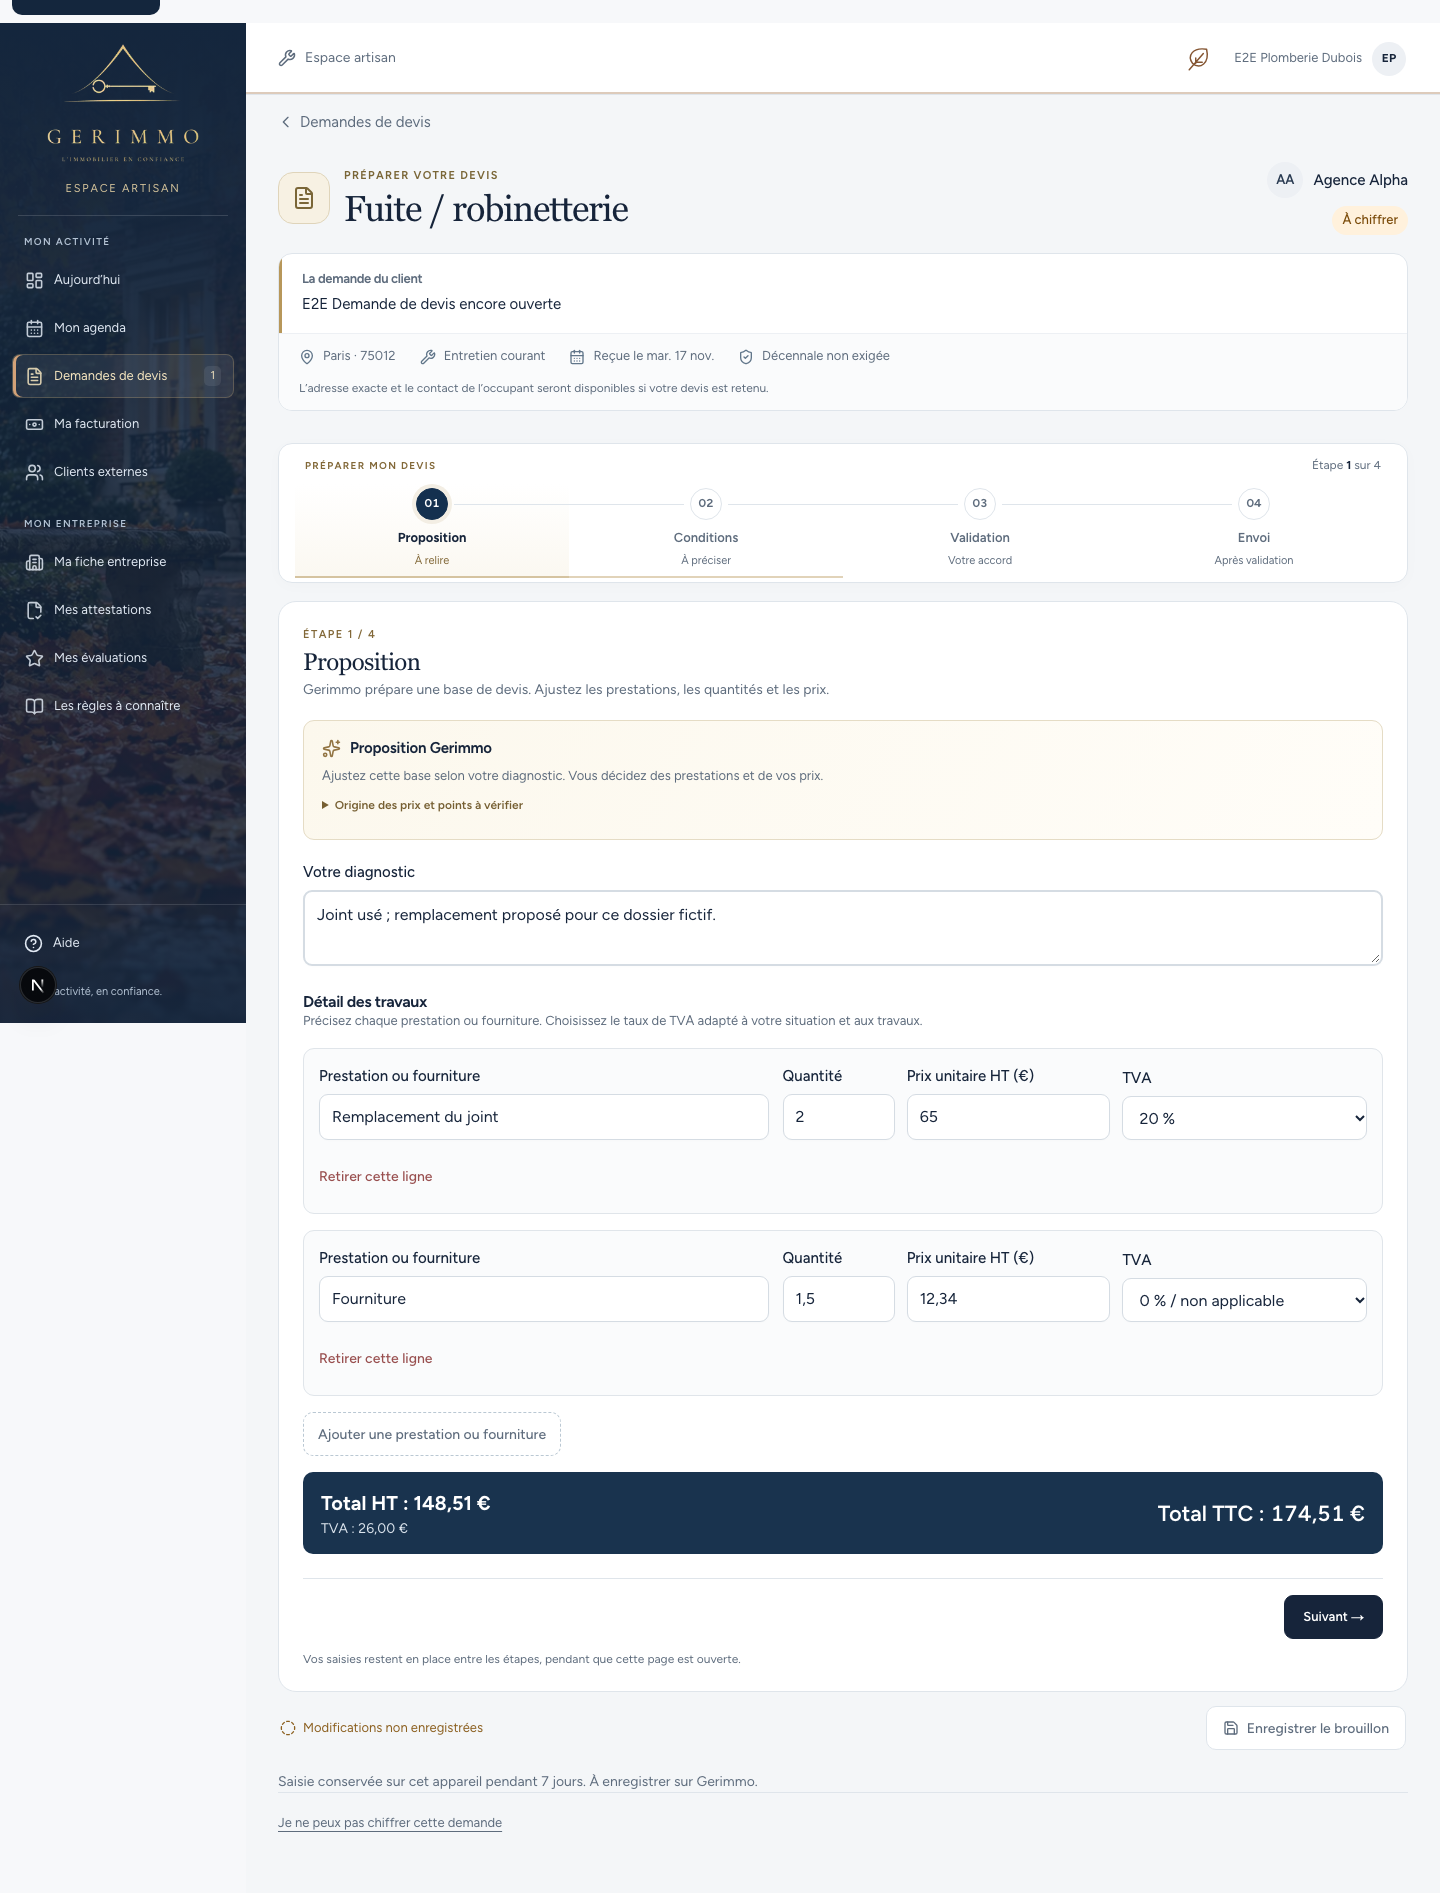 GERIMMO
L'IMMOBILIER EN CONFIANCE
ESPACE ARTISAN
MON ACTIVITÉ
Aujourd'hui
Mon agenda
Demandes de devis 1
Ma facturation
Clients externes
MON ENTREPRISE
Ma fiche entreprise
Mes attestations
Mes évaluations
Les règles à connaître
Aide
N
activité, en confiance.
Espace artisan
E2E Plomberie Dubois EP
Demandes de devis
PRÉPARER VOTRE DEVIS
Fuite / robinetterie
AA Agence Alpha
À chiffrer
La demande du client
E2E Demande de devis encore ouverte
Paris · 75012 Entretien courant Reçue le mar. 17 nov. Décennale non exigée
L'adresse exacte et le contact de l'occupant seront disponibles si votre devis est retenu.
PRÉPARER MON DEVIS Étape 1 sur 4
01 02 03 04
Proposition Conditions Validation Envoi
À relire À préciser Votre accord Après validation
ÉTAPE 1 / 4
Proposition
Gerimmo prépare une base de devis. Ajustez les prestations, les quantités et les prix.
Proposition Gerimmo
Ajustez cette base selon votre diagnostic. Vous décidez des prestations et de vos prix.
Origine des prix et points à vérifier
Votre diagnostic
Joint usé ; remplacement proposé pour ce dossier fictif.
Détail des travaux
Précisez chaque prestation ou fourniture. Choisissez le taux de TVA adapté à votre situation et aux travaux.
Prestation ou fourniture Quantité Prix unitaire HT (€) TVA
Remplacement du joint 2 65 20 %
Retirer cette ligne
Prestation ou fourniture Quantité Prix unitaire HT (€) TVA
Fourniture 1,5 12,34 0 % / non applicable
Retirer cette ligne
Ajouter une prestation ou fourniture
Total HT : 148,51 €
TVA : 26,00 €
Total TTC : 174,51 €
Suivant →
Vos saisies restent en place entre les étapes, pendant que cette page est ouverte.
Modifications non enregistrées
Enregistrer le brouillon
Saisie conservée sur cet appareil pendant 7 jours. À enregistrer sur Gerimmo.
Je ne peux pas chiffrer cette demande